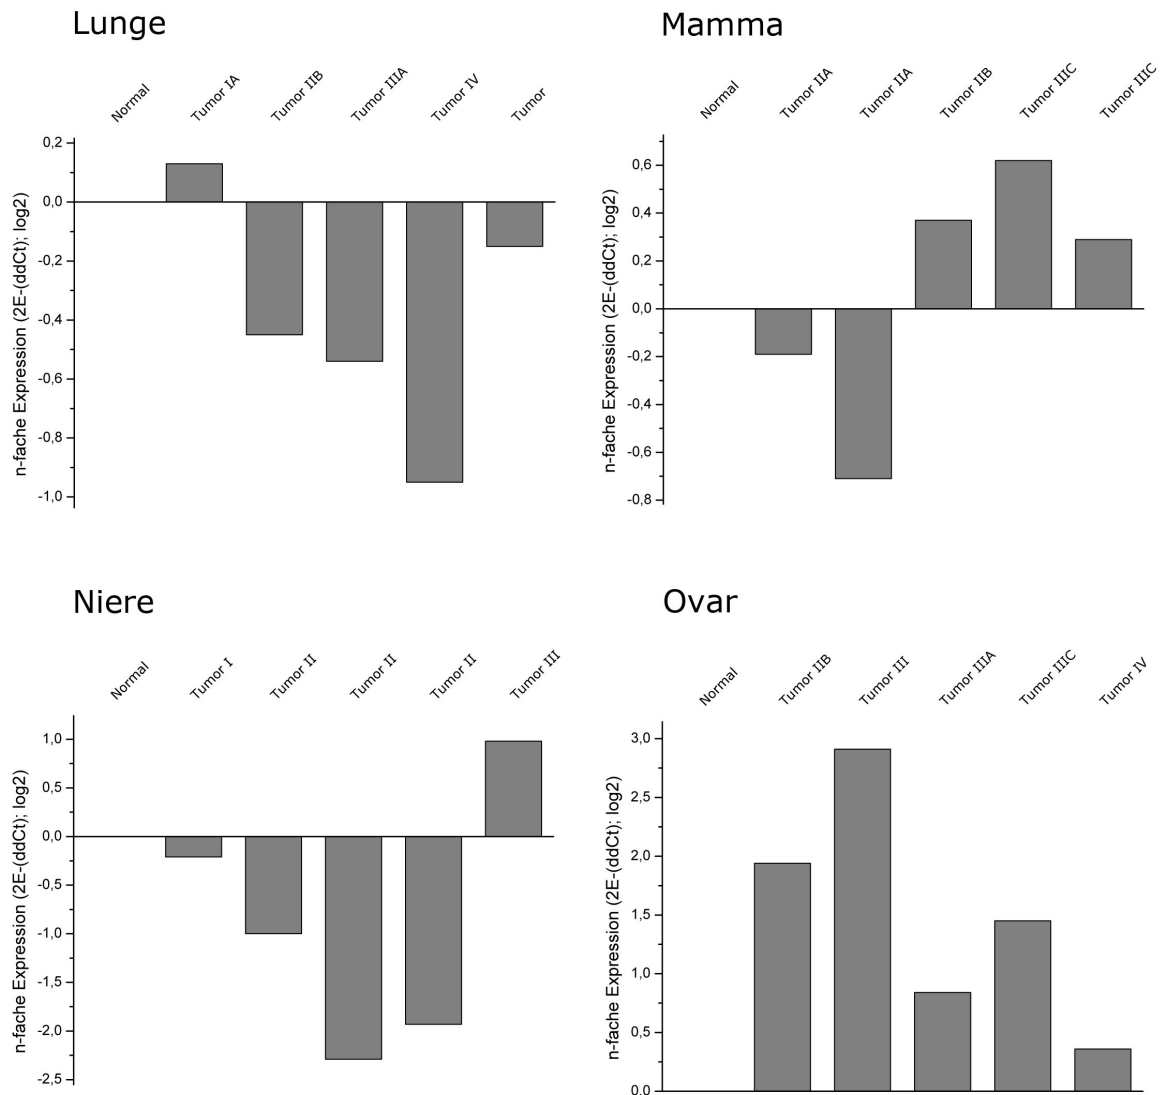 Lunge
Normal
Tumor IA
Tumor IIB
Tumor IIIA
Tumor IV
Tumor
n-fache Expression (2E-(ddCt); log2)
0,2
0,0
-0,2
-0,4
-0,6
-0,8
-1,0
Mamma
Normal
Tumor IIA
Tumor IIA
Tumor IIB
Tumor IIIC
Tumor IIIC
n-fache Expression (2E-(ddCt); log2)
0,6
0,4
0,2
0,0
-0,2
-0,4
-0,6
-0,8
Niere
Normal
Tumor I
Tumor II
Tumor II
Tumor II
Tumor III
n-fache Expression (2E-(ddCt); log2)
1,0
0,5
0,0
-0,5
-1,0
-1,5
-2,0
-2,5
Ovar
Normal
Tumor IIB
Tumor III
Tumor IIIA
Tumor IIIC
Tumor IV
n-fache Expression (2E-(ddCt); log2)
3,0
2,5
2,0
1,5
1,0
0,5
0,0